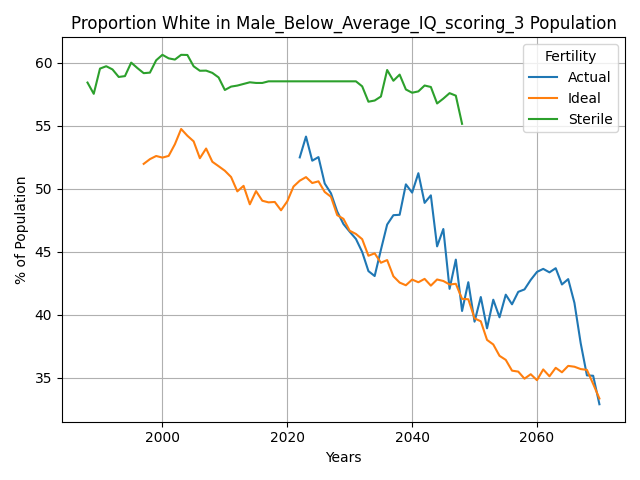 Proportion White in Male_Below_Average_IQ_scoring_3 Population
Fertility
Actual
Ideal
Sterile
% of Population
60
55
50
45
40
35
2000
2020
2040
2060
Years